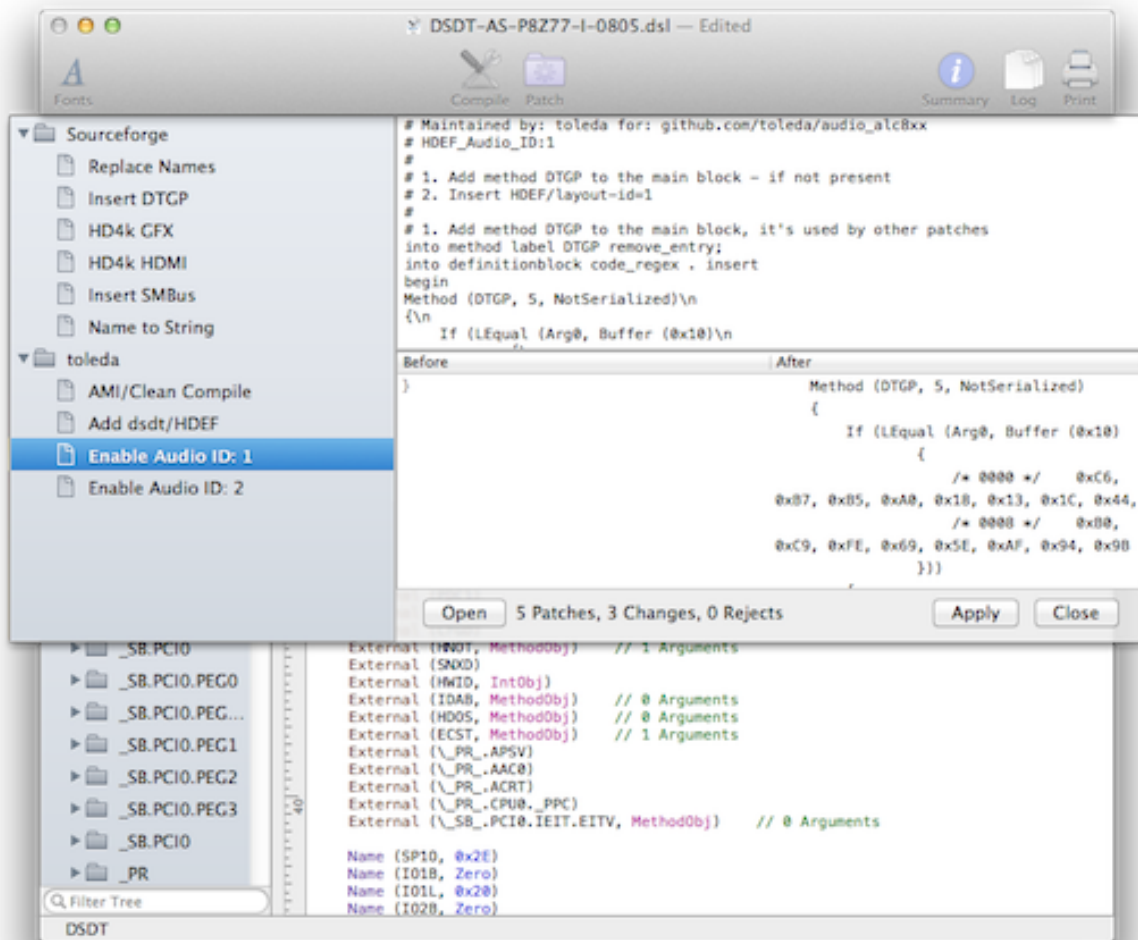 DSDT-AS-P8Z77-I-0805.dsl — Edited
Fonts
Compile
Patch
Summary
Log
Print
Sourceforge
Replace Names
Insert DTGP
HD4k GFX
HD4k HDMI
Insert SMBus
Name to String
toleda
AMI/Clean Compile
Add dsdt/HDEF
Enable Audio ID: 1
Enable Audio ID: 2
# Maintained by: toleda for: github.com/toleda/audio_alc8xx
# HDEF_Audio_ID:1
#
# 1. Add method DTGP to the main block – if not present
# 2. Insert HDEF/layout-id=1
#
# 1. Add method DTGP to the main block, it's used by other patches
into method label DTGP remove_entry;
into definitionblock code_regex . insert
begin
Method (DTGP, 5, NotSerialized)\n
{\n
If (LEqual (Arg0, Buffer (0x10)\n
Before
After
}
Method (DTGP, 5, NotSerialized)
{
If (LEqual (Arg0, Buffer (0x10)
{
/* 0000 */ 0xC6,
0xB7, 0xB5, 0xA0, 0x18, 0x13, 0x1C, 0x44,
/* 0008 */ 0xB0,
0xC9, 0xFE, 0x69, 0x5E, 0xAF, 0x94, 0x9B
}))
Open
5 Patches, 3 Changes, 0 Rejects
Apply
Close
_SB.PCI0
_SB.PCI0.PEG0
_SB.PCI0.PEG...
_SB.PCI0.PEG1
_SB.PCI0.PEG2
_SB.PCI0.PEG3
_SB.PCI0
_PR
Filter Tree
DSDT
40
External (HNOT, MethodObj) // 1 Arguments
External (SNXD)
External (HWID, IntObj)
External (IDAB, MethodObj) // 0 Arguments
External (HDOS, MethodObj) // 0 Arguments
External (ECST, MethodObj) // 1 Arguments
External (\_PR_.APSV)
External (\_PR_.AAC0)
External (\_PR_.ACRT)
External (\_PR_.CPU0._PPC)
External (\_SB_.PCI0.IEIT.EITV, MethodObj) // 0 Arguments
Name (SP1O, 0x2E)
Name (IO1B, Zero)
Name (IO1L, 0x20)
Name (IO2B, Zero)